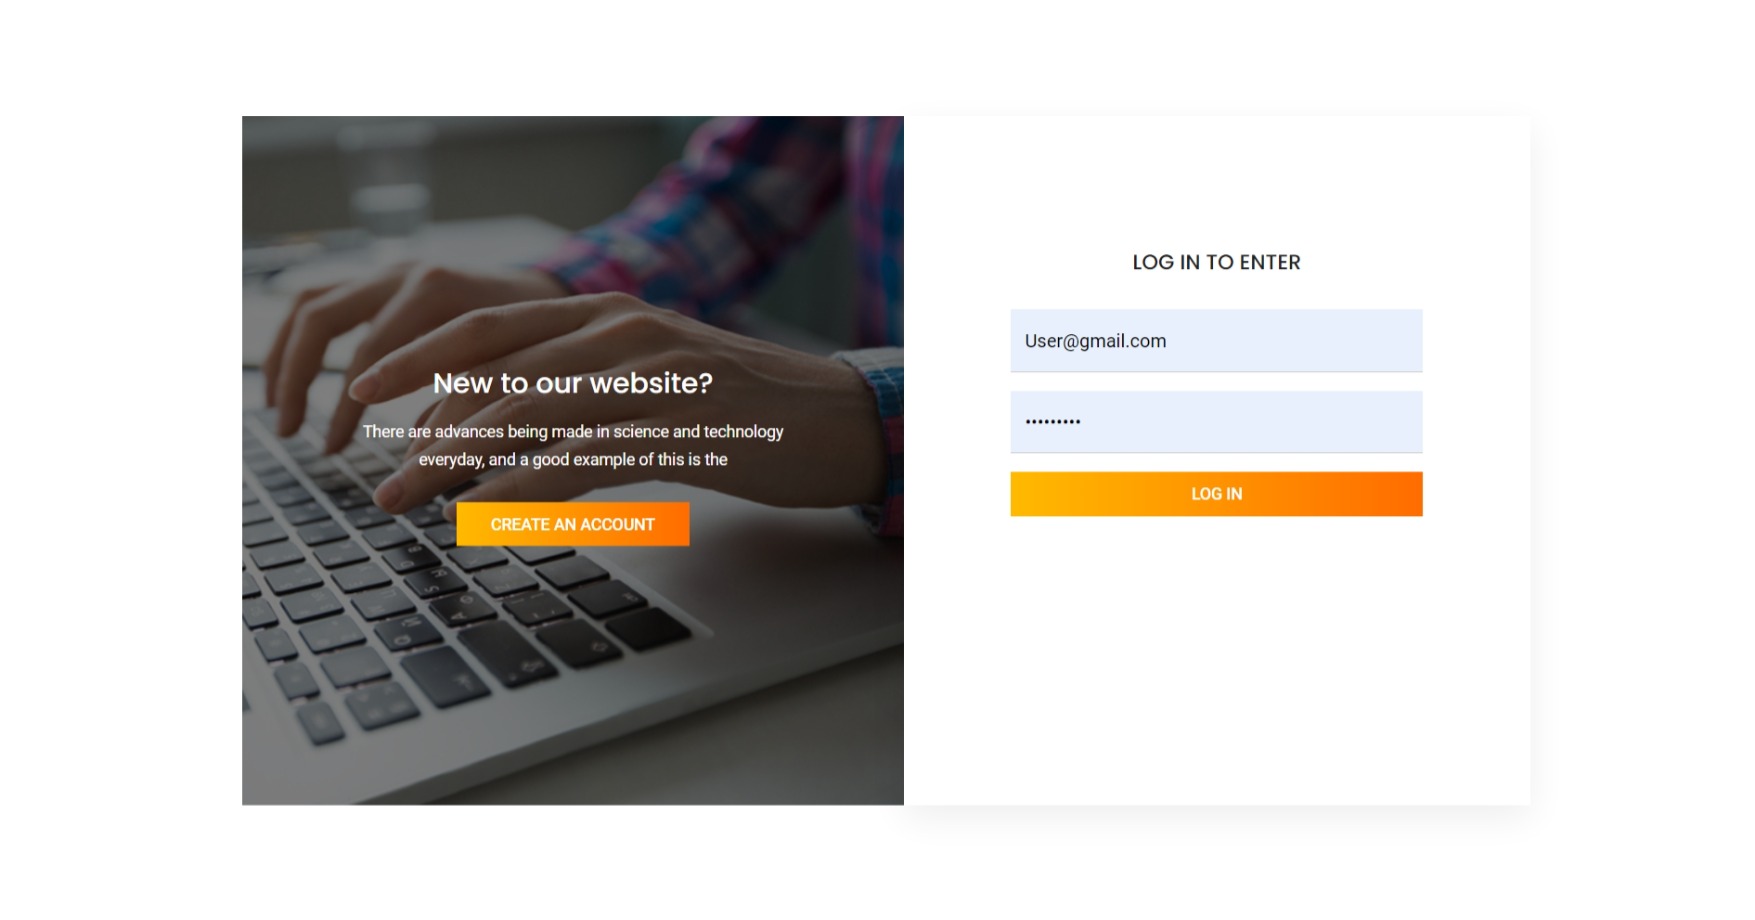 New to our website?
There are advances being made in science and technology
everyday, and a good example of this is the
CREATE AN ACCOUNT
LOG IN TO ENTER
User@gmail.com
•••••••••
LOG IN